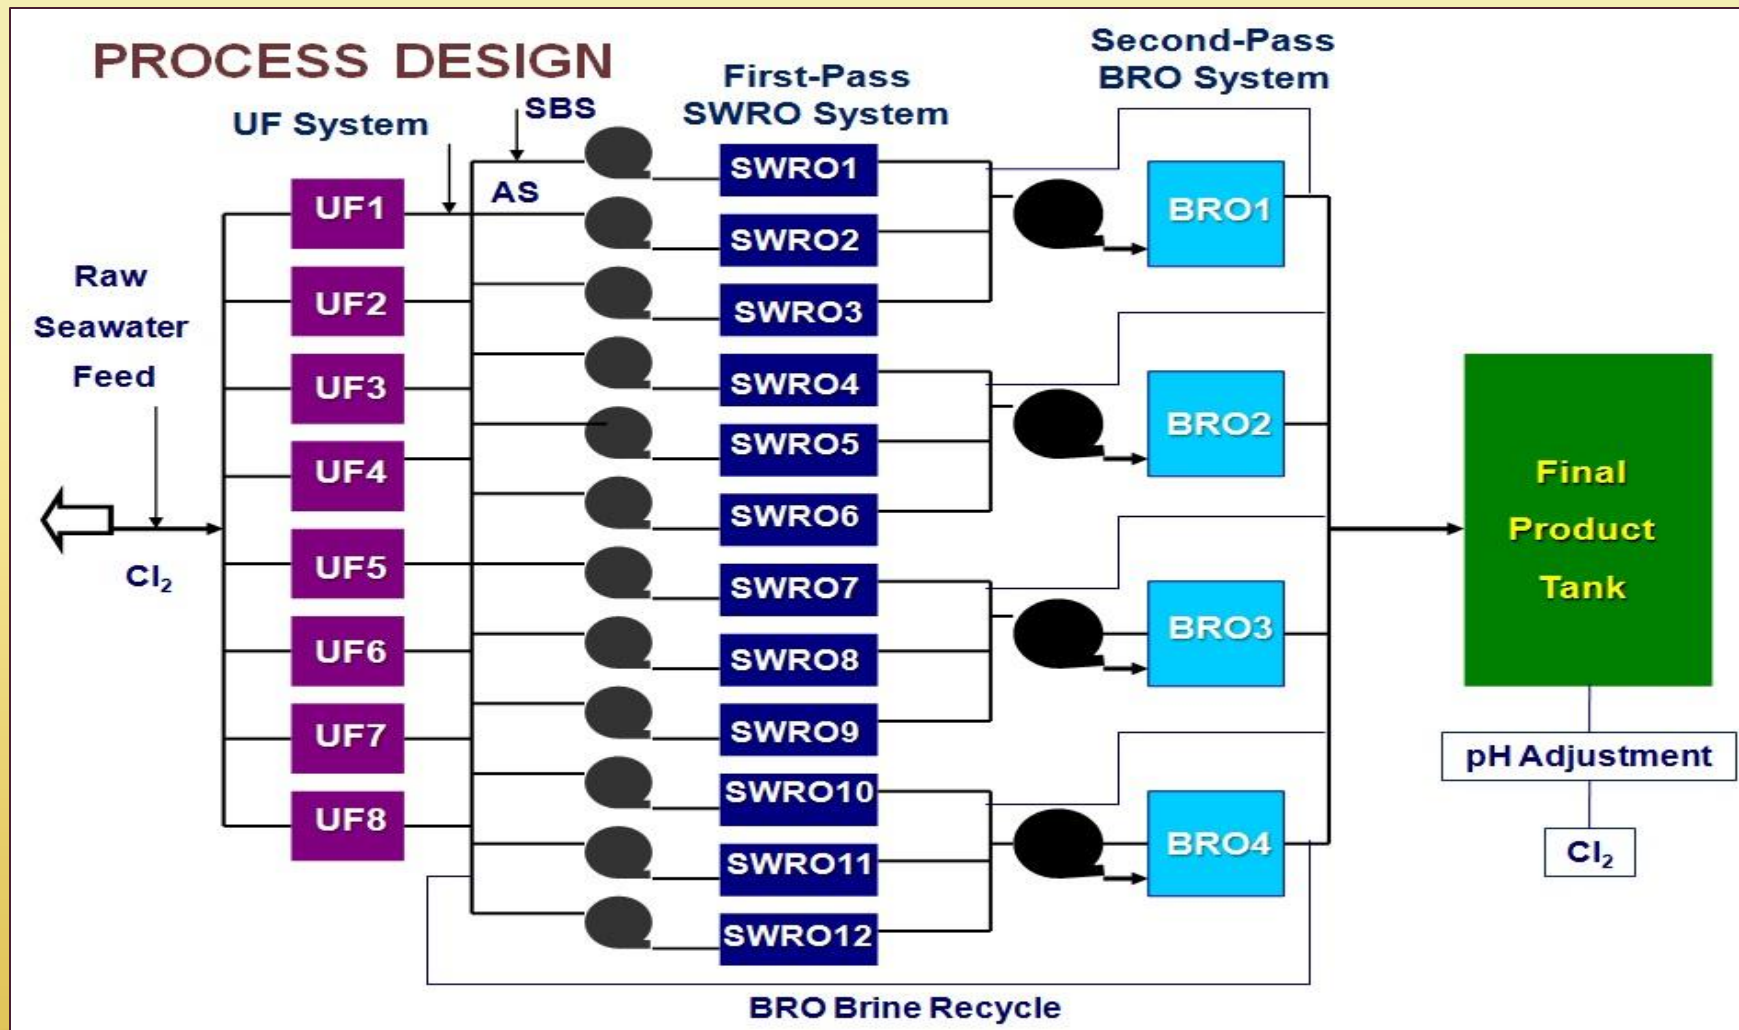 PROCESS DESIGN
UF System
SBS
AS
First-Pass
SWRO System
Second-Pass
BRO System
Raw
Seawater
Feed
Cl₂
UF1
UF2
UF3
UF4
UF5
UF6
UF7
UF8
SWRO1
SWRO2
SWRO3
SWRO4
SWRO5
SWRO6
SWRO7
SWRO8
SWRO9
SWRO10
SWRO11
SWRO12
BRO1
BRO2
BRO3
BRO4
Final
Product
Tank
pH Adjustment
Cl₂
BRO Brine Recycle